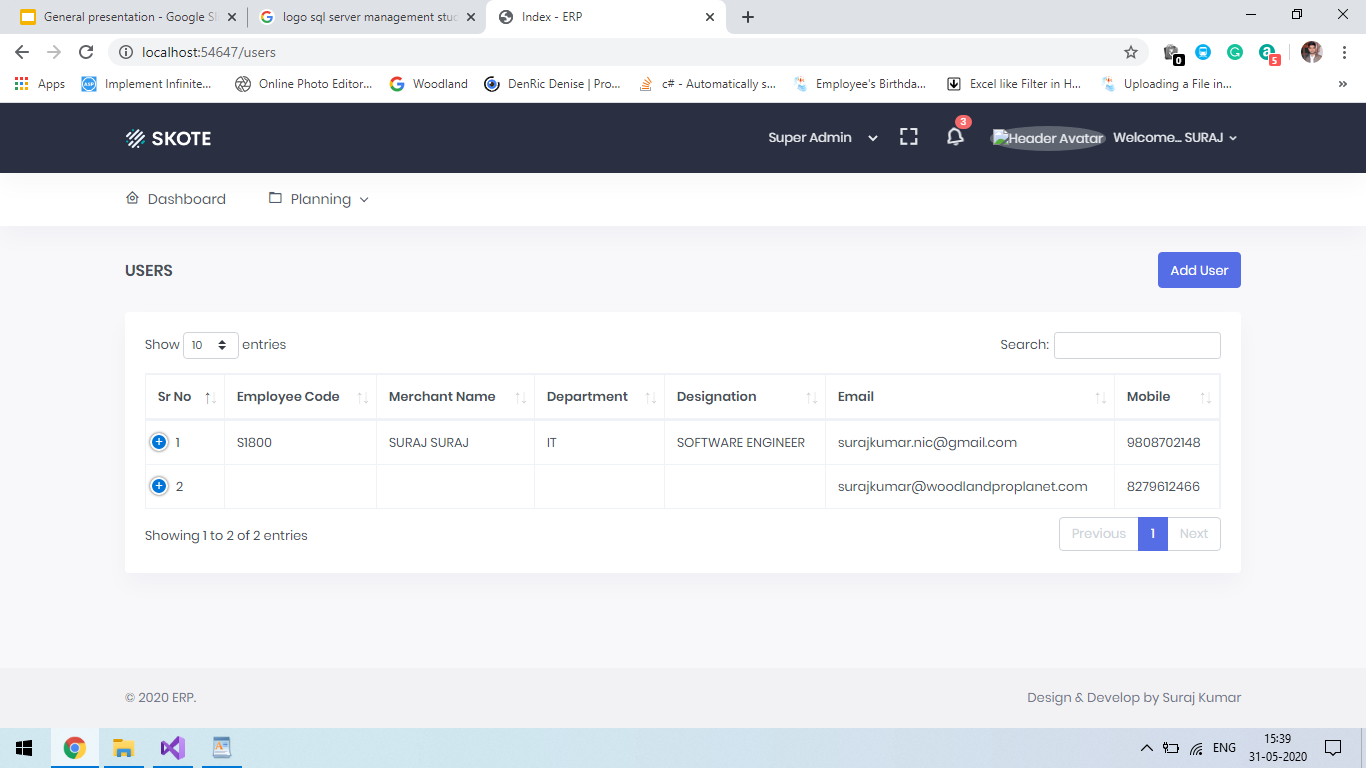 General presentation - Google Sl
logo sql server management stud
Index - ERP
localhost:54647/users
0
5
Apps
Implement Infinite...
Online Photo Editor...
Woodland
DenRic Denise | Pro...
c# - Automatically s...
Employee's Birthda...
Excel like Filter in H...
Uploading a File in...
»
SKOTE
Super Admin
3
Header Avatar
Welcome... SURAJ
Dashboard
Planning
USERS
Add User
Show 10 entries
Search:
Sr No Employee Code Merchant Name Department Designation Email Mobile
1 S1800 SURAJ SURAJ IT SOFTWARE ENGINEER surajkumar.nic@gmail.com 9808702148
2 surajkumar@woodlandproplanet.com 8279612466
Showing 1 to 2 of 2 entries
Previous 1 Next
© 2020 ERP.
Design & Develop by Suraj Kumar
ENG
15:39
31-05-2020